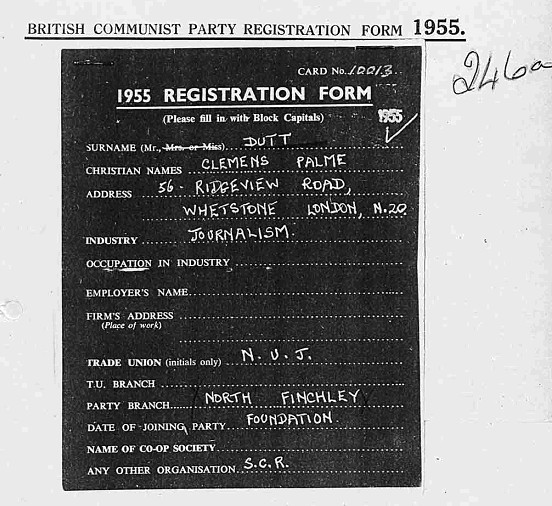 BRITISH COMMUNIST PARTY REGISTRATION FORM 1955.
246a
CARD No. 10013
1955 REGISTRATION FORM
(Please fill in with Block Capitals) 1955
SURNAME (Mr., Mrs. or Miss) DUTT
CHRISTIAN NAMES CLEMENS PALME
ADDRESS 56. RIDGEVIEW ROAD,
WHETSTONE LONDON, N.20
INDUSTRY JOURNALISM.
OCCUPATION IN INDUSTRY
EMPLOYER'S NAME
FIRM'S ADDRESS
(Place of work)
TRADE UNION (initials only) N.U.J.
T.U. BRANCH
PARTY BRANCH NORTH FINCHLEY
DATE OF JOINING PARTY FOUNDATION.
NAME OF CO-OP SOCIETY
ANY OTHER ORGANISATION S.C.R.